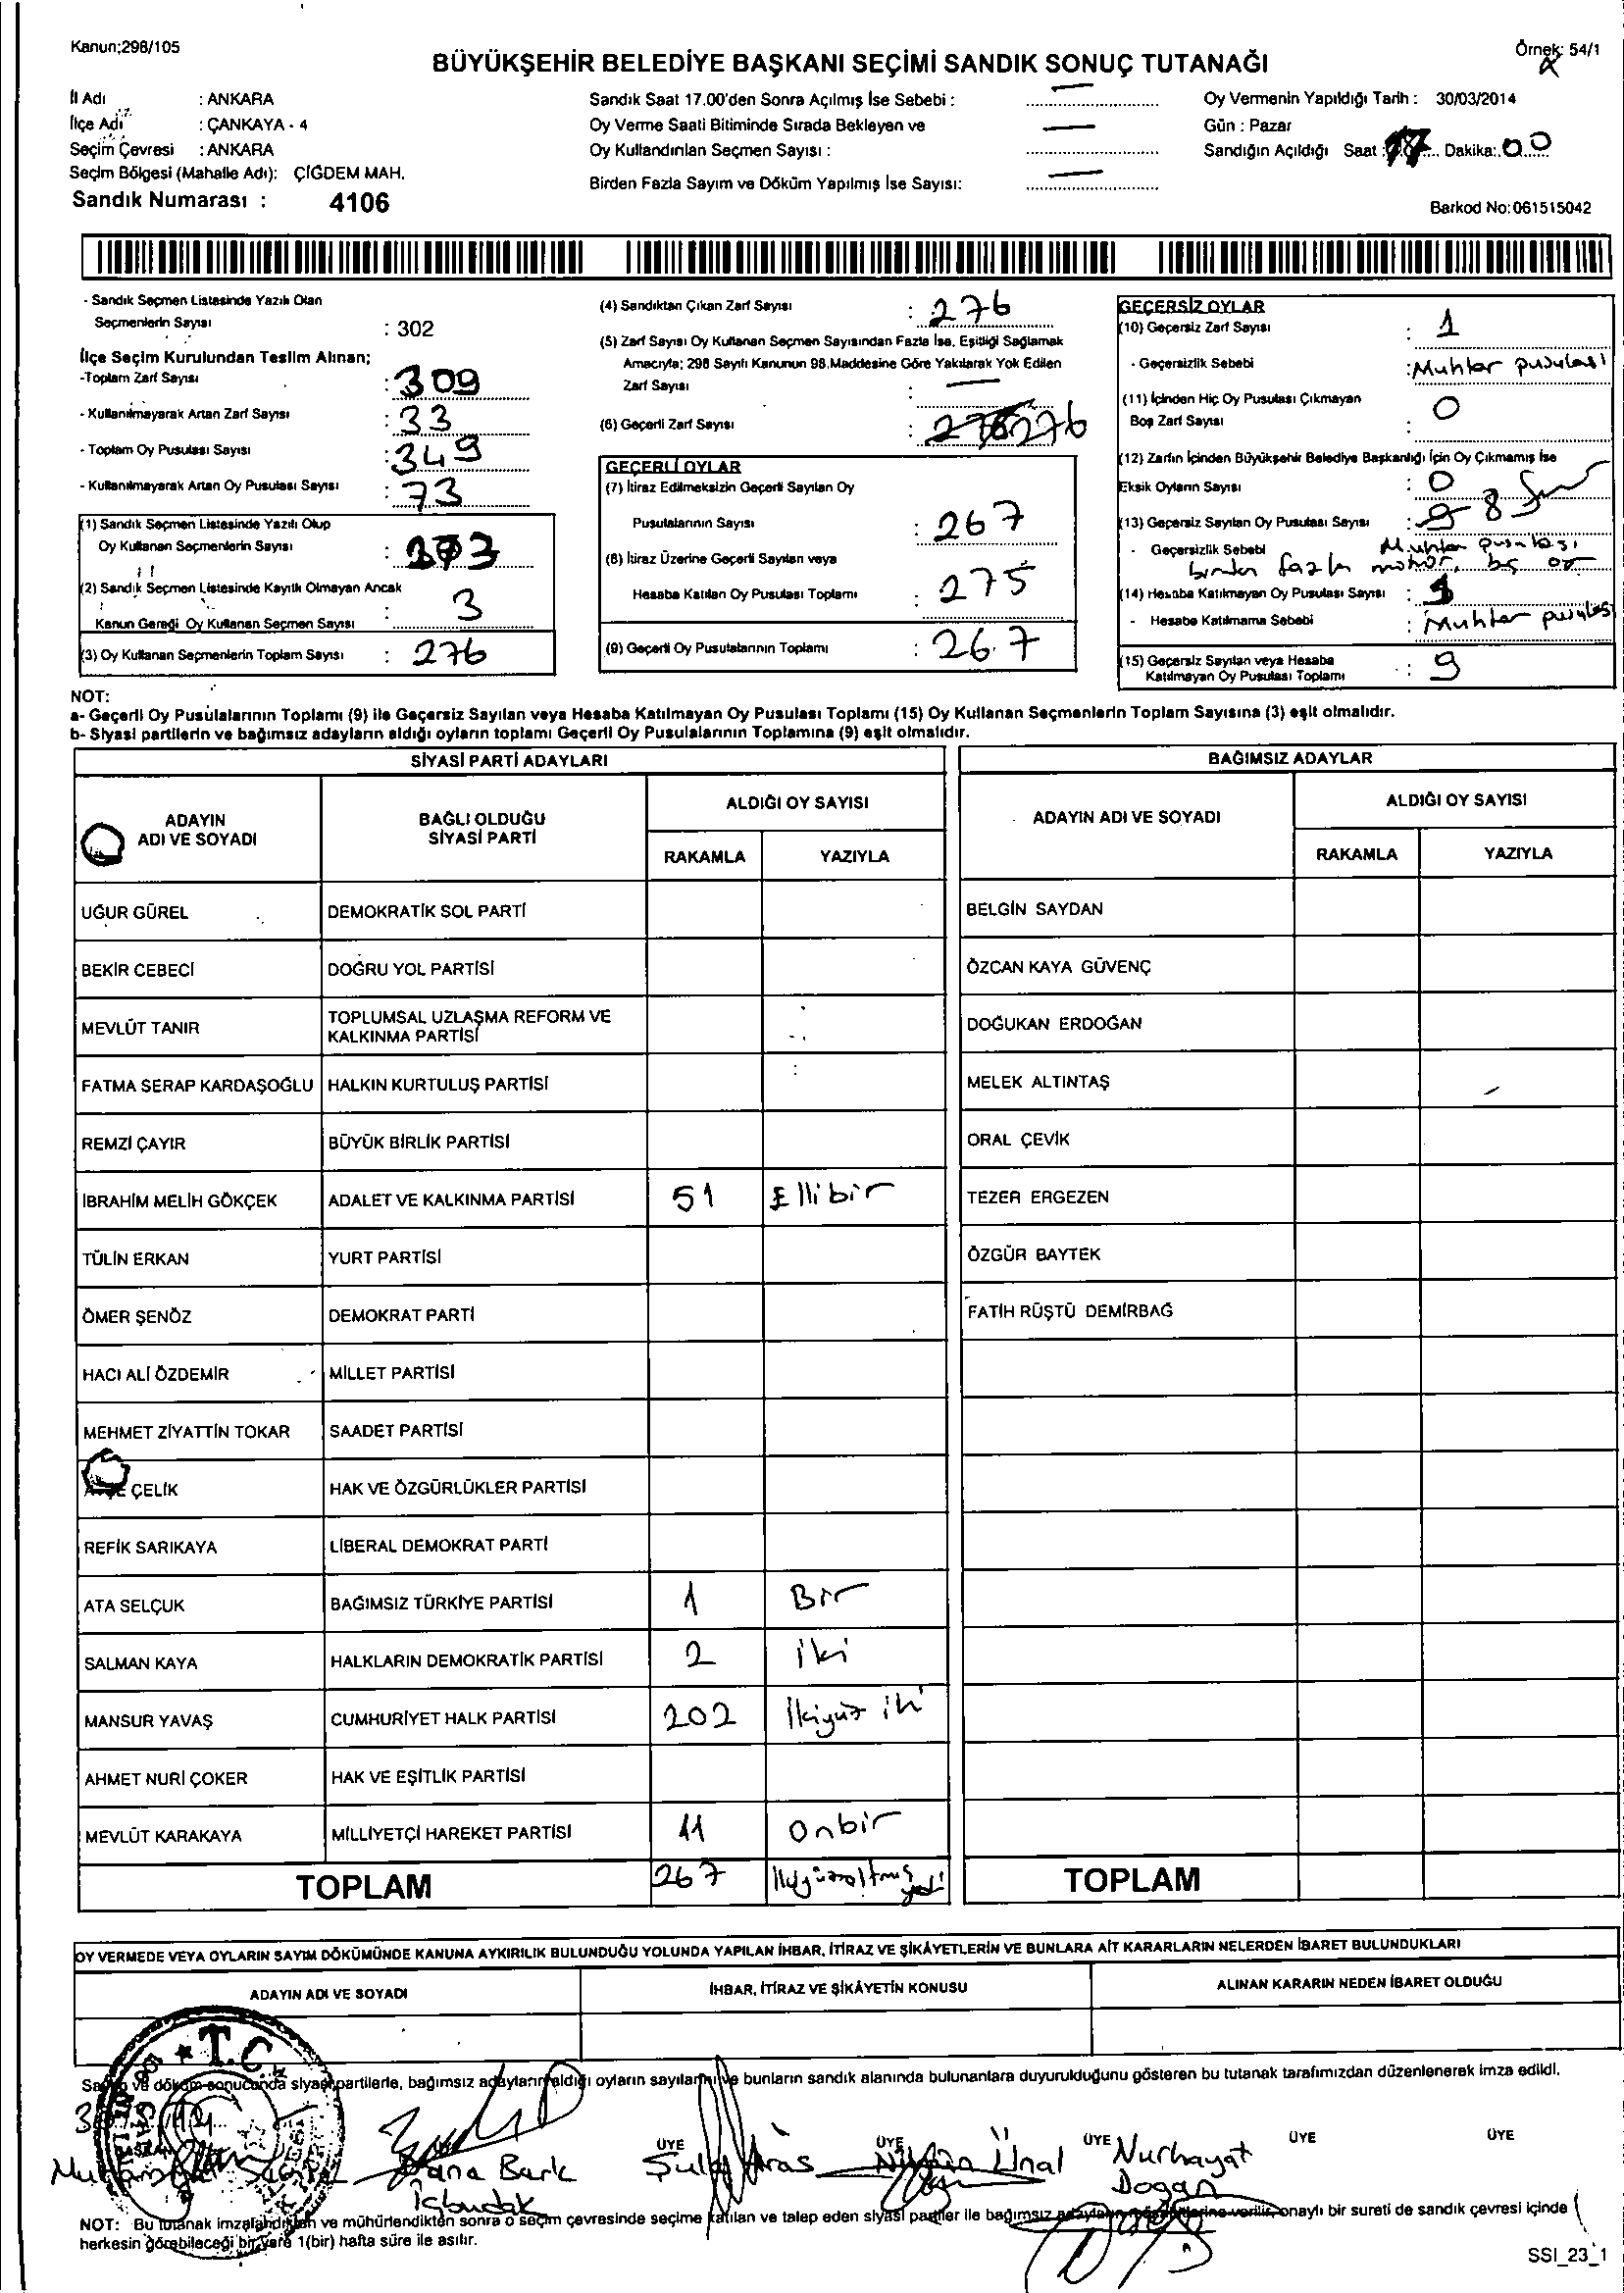 Kanun;298/105
Örnek: 54/1
BÜYÜKŞEHİR BELEDİYE BAŞKANI SEÇİMİ SANDIK SONUÇ TUTANAĞI
İl Adı : ANKARA
İlçe Adı : ÇANKAYA - 4
Seçim Çevresi : ANKARA
Seçim Bölgesi (Mahalle Adı): ÇİĞDEM MAH.
Sandık Numarası : 4106
Sandık Saat 17.00'den Sonra Açılmış İse Sebebi :
Oy Verme Saati Bitiminde Sırada Bekleyen ve
Oy Kullandırılan Seçmen Sayısı :
Birden Fazla Sayım ve Döküm Yapılmış İse Sayısı:
Oy Vermenin Yapıldığı Tarih : 30/03/2014
Gün : Pazar
Sandığın Açıldığı Saat : 17 Dakika: 00
Barkod No:061515042
- Sandık Seçmen Listesinde Yazılı Olan
Seçmenlerin Sayısı : 302
İlçe Seçim Kurulundan Teslim Alınan;
-Toplam Zarf Sayısı : 309
- Kullanılmayarak Artan Zarf Sayısı : 33
- Toplam Oy Pusulası Sayısı : 349
- Kullanılmayarak Artan Oy Pusulası Sayısı : 73
(1) Sandık Seçmen Listesinde Yazılı Olup
Oy Kullanan Seçmenlerin Sayısı : 273
(2) Sandık Seçmen Listesinde Kayıtlı Olmayan Ancak
Kanun Gereği Oy Kullanan Seçmen Sayısı : 3
(3) Oy Kullanan Seçmenlerin Toplam Sayısı : 276
(4) Sandıktan Çıkan Zarf Sayısı : 276
(5) Zarf Sayısı Oy Kullanan Seçmen Sayısından Fazla İse, Eşitliği Sağlamak
Amacıyla; 298 Sayılı Kanunun 98.Maddesine Göre Yakılarak Yok Edilen
Zarf Sayısı :
(6) Geçerli Zarf Sayısı : 276
GEÇERLİ OYLAR
(7) İtiraz Edilmeksizin Geçerli Sayılan Oy
Pusulalarının Sayısı : 267
(8) İtiraz Üzerine Geçerli Sayılan veya
Hesaba Katılan Oy Pusulası Toplamı : 275
(9) Geçerli Oy Pusulalarının Toplamı : 267
GEÇERSİZ OYLAR
(10) Geçersiz Zarf Sayısı : 1
- Geçersizlik Sebebi : Muhtar pusulası
(11) İçinden Hiç Oy Pusulası Çıkmayan
Boş Zarf Sayısı : 0
(12) Zarfın İçinden Büyükşehir Belediye Başkanlığı İçin Oy Çıkmamış İse
Eksik Oyların Sayısı : 0
(13) Geçersiz Sayılan Oy Pusulası Sayısı : 8
- Geçersizlik Sebebi Muhtar pusulası
birden fazla mühür, boş oy
(14) Hesaba Katılmayan Oy Pusulası Sayısı : 1
- Hesaba Katılmama Sebebi : Muhtar pusulası
(15) Geçersiz Sayılan veya Hesaba
Katılmayan Oy Pusulası Toplamı : 9
NOT:
a- Geçerli Oy Pusulalarının Toplamı (9) ile Geçersiz Sayılan veya Hesaba Katılmayan Oy Pusulası Toplamı (15) Oy Kullanan Seçmenlerin Toplam Sayısına (3) eşit olmalıdır.
b- Siyasi partilerin ve bağımsız adayların aldığı oyların toplamı Geçerli Oy Pusulalarının Toplamına (9) eşit olmalıdır.
SİYASİ PARTİ ADAYLARI
ADAYIN ADI VE SOYADI
BAĞLI OLDUĞU SİYASİ PARTİ
ALDIĞI OY SAYISI
RAKAMLA YAZIYLA
UĞUR GÜREL DEMOKRATİK SOL PARTİ
BEKİR CEBECİ DOĞRU YOL PARTİSİ
MEVLÜT TANIR TOPLUMSAL UZLAŞMA REFORM VE
KALKINMA PARTİSİ
FATMA SERAP KARDAŞOĞLU HALKIN KURTULUŞ PARTİSİ
REMZİ ÇAYIR BÜYÜK BİRLİK PARTİSİ
İBRAHİM MELİH GÖKÇEK ADALET VE KALKINMA PARTİSİ 51 Ellibir
TÜLİN ERKAN YURT PARTİSİ
ÖMER ŞENÖZ DEMOKRAT PARTİ
HACI ALİ ÖZDEMİR MİLLET PARTİSİ
MEHMET ZİYATTİN TOKAR SAADET PARTİSİ
ÇELİK HAK VE ÖZGÜRLÜKLER PARTİSİ
REFİK SARIKAYA LİBERAL DEMOKRAT PARTİ
ATA SELÇUK BAĞIMSIZ TÜRKİYE PARTİSİ 1 Bir
SALMAN KAYA HALKLARIN DEMOKRATİK PARTİSİ 2 iki
MANSUR YAVAŞ CUMHURİYET HALK PARTİSİ 202 İkiyüz iki
AHMET NURİ ÇOKER HAK VE EŞİTLİK PARTİSİ
MEVLÜT KARAKAYA MİLLİYETÇİ HAREKET PARTİSİ 11 Onbir
TOPLAM 267 İkiyüzaltmış yedi
BAĞIMSIZ ADAYLAR
ADAYIN ADI VE SOYADI
ALDIĞI OY SAYISI
RAKAMLA YAZIYLA
BELGİN SAYDAN
ÖZCAN KAYA GÜVENÇ
DOĞUKAN ERDOĞAN
MELEK ALTINTAŞ
ORAL ÇEVİK
TEZER ERGEZEN
ÖZGÜR BAYTEK
FATİH RÜŞTÜ DEMİRBAĞ
TOPLAM
OY VERMEDE VEYA OYLARIN SAYIM DÖKÜMÜNDE KANUNA AYKIRILIK BULUNDUĞU YOLUNDA YAPILAN İHBAR, İTİRAZ VE ŞİKÂYETLERİN VE BUNLARA AİT KARARLARIN NELERDEN İBARET BULUNDUKLARI
ADAYIN ADI VE SOYADI
İHBAR, İTİRAZ VE ŞİKÂYETİN KONUSU
ALINAN KARARIN NEDEN İBARET OLDUĞU
T.C.
Sayım ve döküm sonucunda siyasi partilerle, bağımsız adayların aldığı oyların sayılarını ve bunların sandık alanında bulunanlara duyurulduğunu gösteren bu tutanak tarafımızdan düzenlenerek imza edildi.
ÜYE ÜYE ÜYE ÜYE ÜYE
Bark Şule Aras Ünal Nurhayat
Doğan
NOT: Bu tutanak imzalandıktan ve mühürlendikten sonra o seçim çevresinde seçime katılan ve talep eden siyasi partiler ile bağımsız adayların verilir, onaylı bir sureti de sandık çevresi içinde
herkesin görebileceği bir yere 1(bir) hafta süre ile asılır.
SSI_23_1